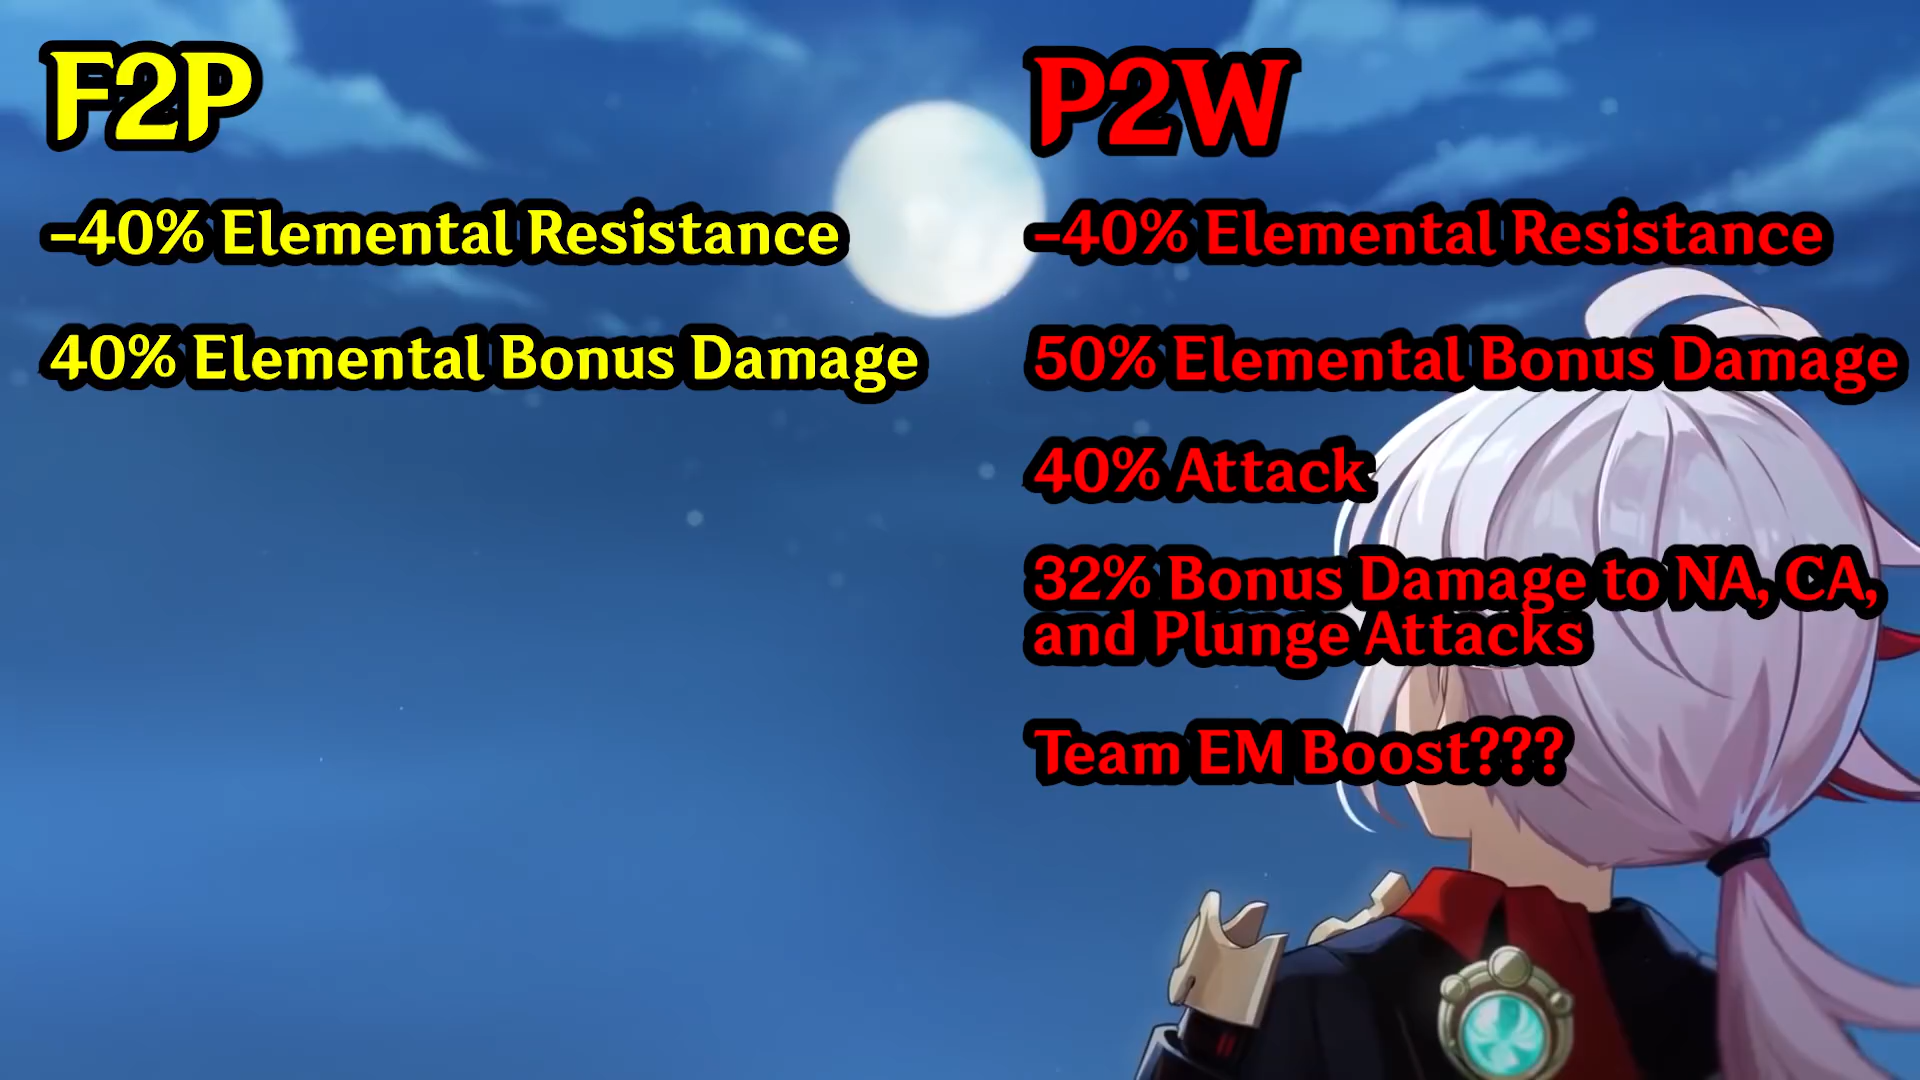 F2P
-40% Elemental Resistance
40% Elemental Bonus Damage
P2W
-40% Elemental Resistance
50% Elemental Bonus Damage
40% Attack
32% Bonus Damage to NA, CA,
and Plunge Attacks
Team EM Boost???